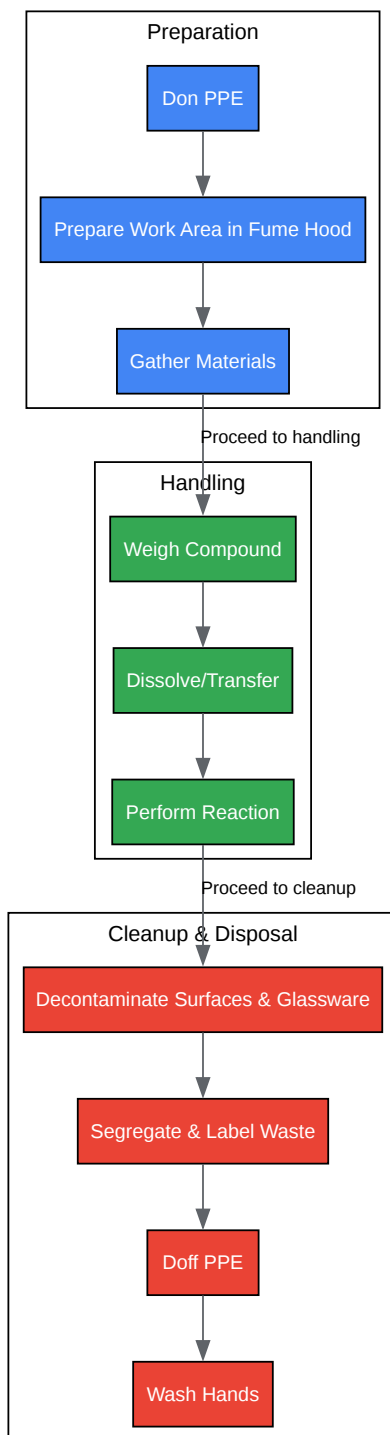 Preparation
Don PPE
Prepare Work Area in Fume Hood
Gather Materials
Proceed to handling
Handling
Weigh Compound
Dissolve/Transfer
Perform Reaction
Proceed to cleanup
Cleanup & Disposal
Decontaminate Surfaces & Glassware
Segregate & Label Waste
Doff PPE
Wash Hands